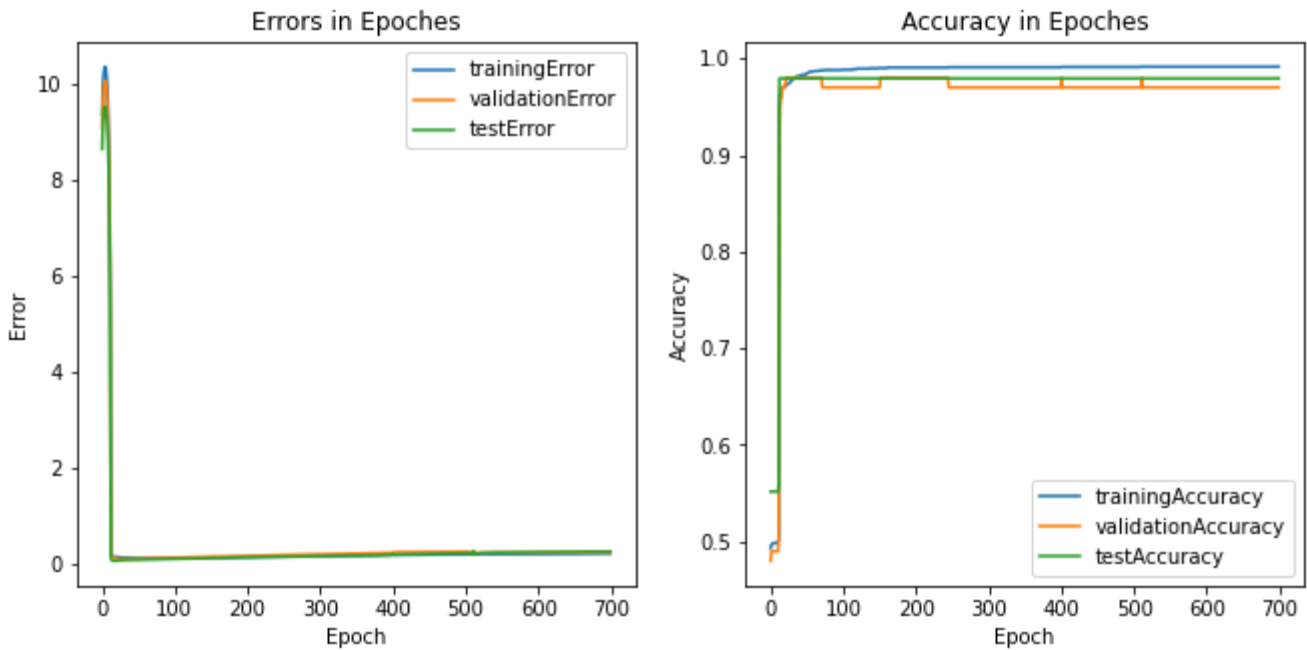 Errors in Epoches
trainingError
validationError
testError
10
8
6
4
2
0
Error
0 100 200 300 400 500 600 700
Epoch
Accuracy in Epoches
1.0
0.9
0.8
0.7
0.6
0.5
Accuracy
trainingAccuracy
validationAccuracy
testAccuracy
0 100 200 300 400 500 600 700
Epoch